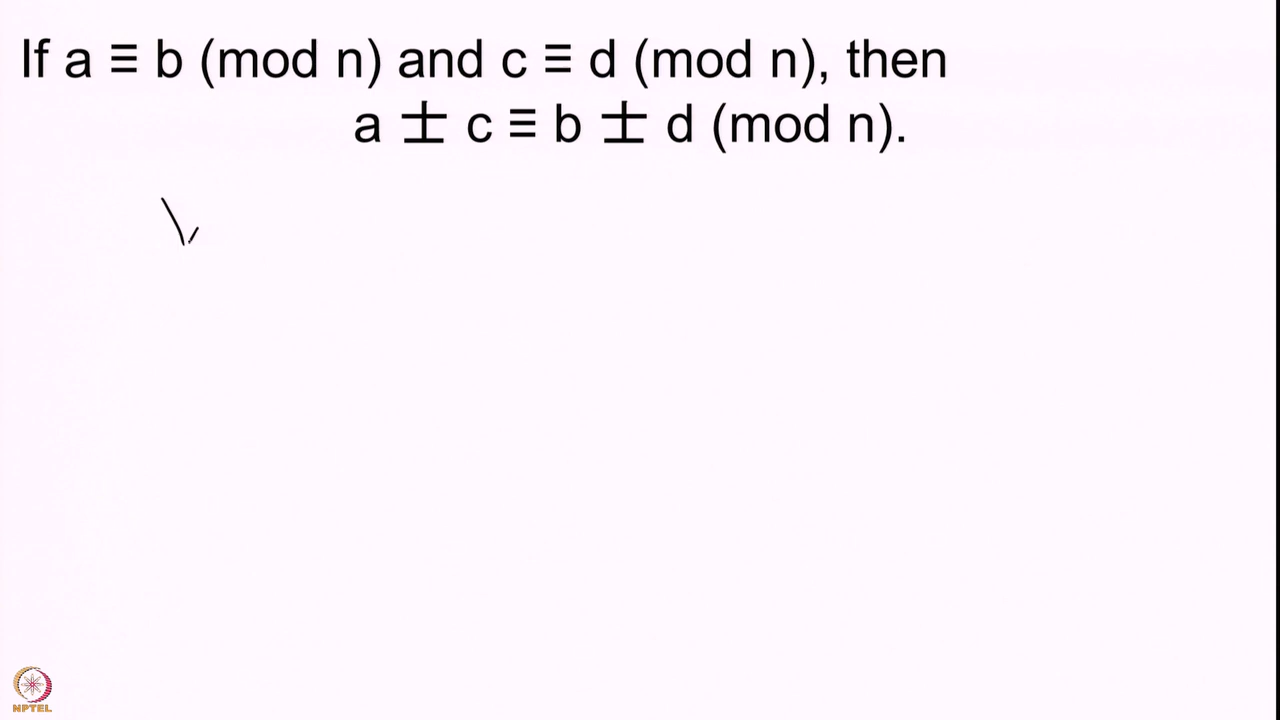 If a ≡ b (mod n) and c ≡ d (mod n), then
a ± c ≡ b ± d (mod n).
NPTEL